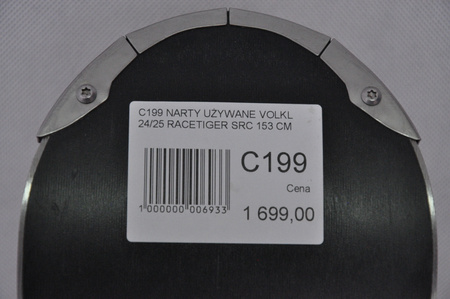 C199 NARTY UŻYWANE VOLKL
24/25 RACETIGER SRC 153 CM
C199
Cena
1 699,00
1 000000 006933